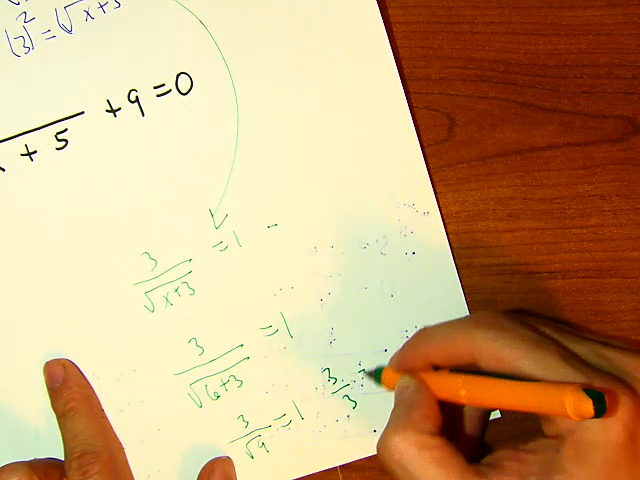 (3)² = (√x+3
+ 5 + 9 = 0
3/√x+3 = 1
3/√6+3 = 1
3/√9 = 1 3/3 =